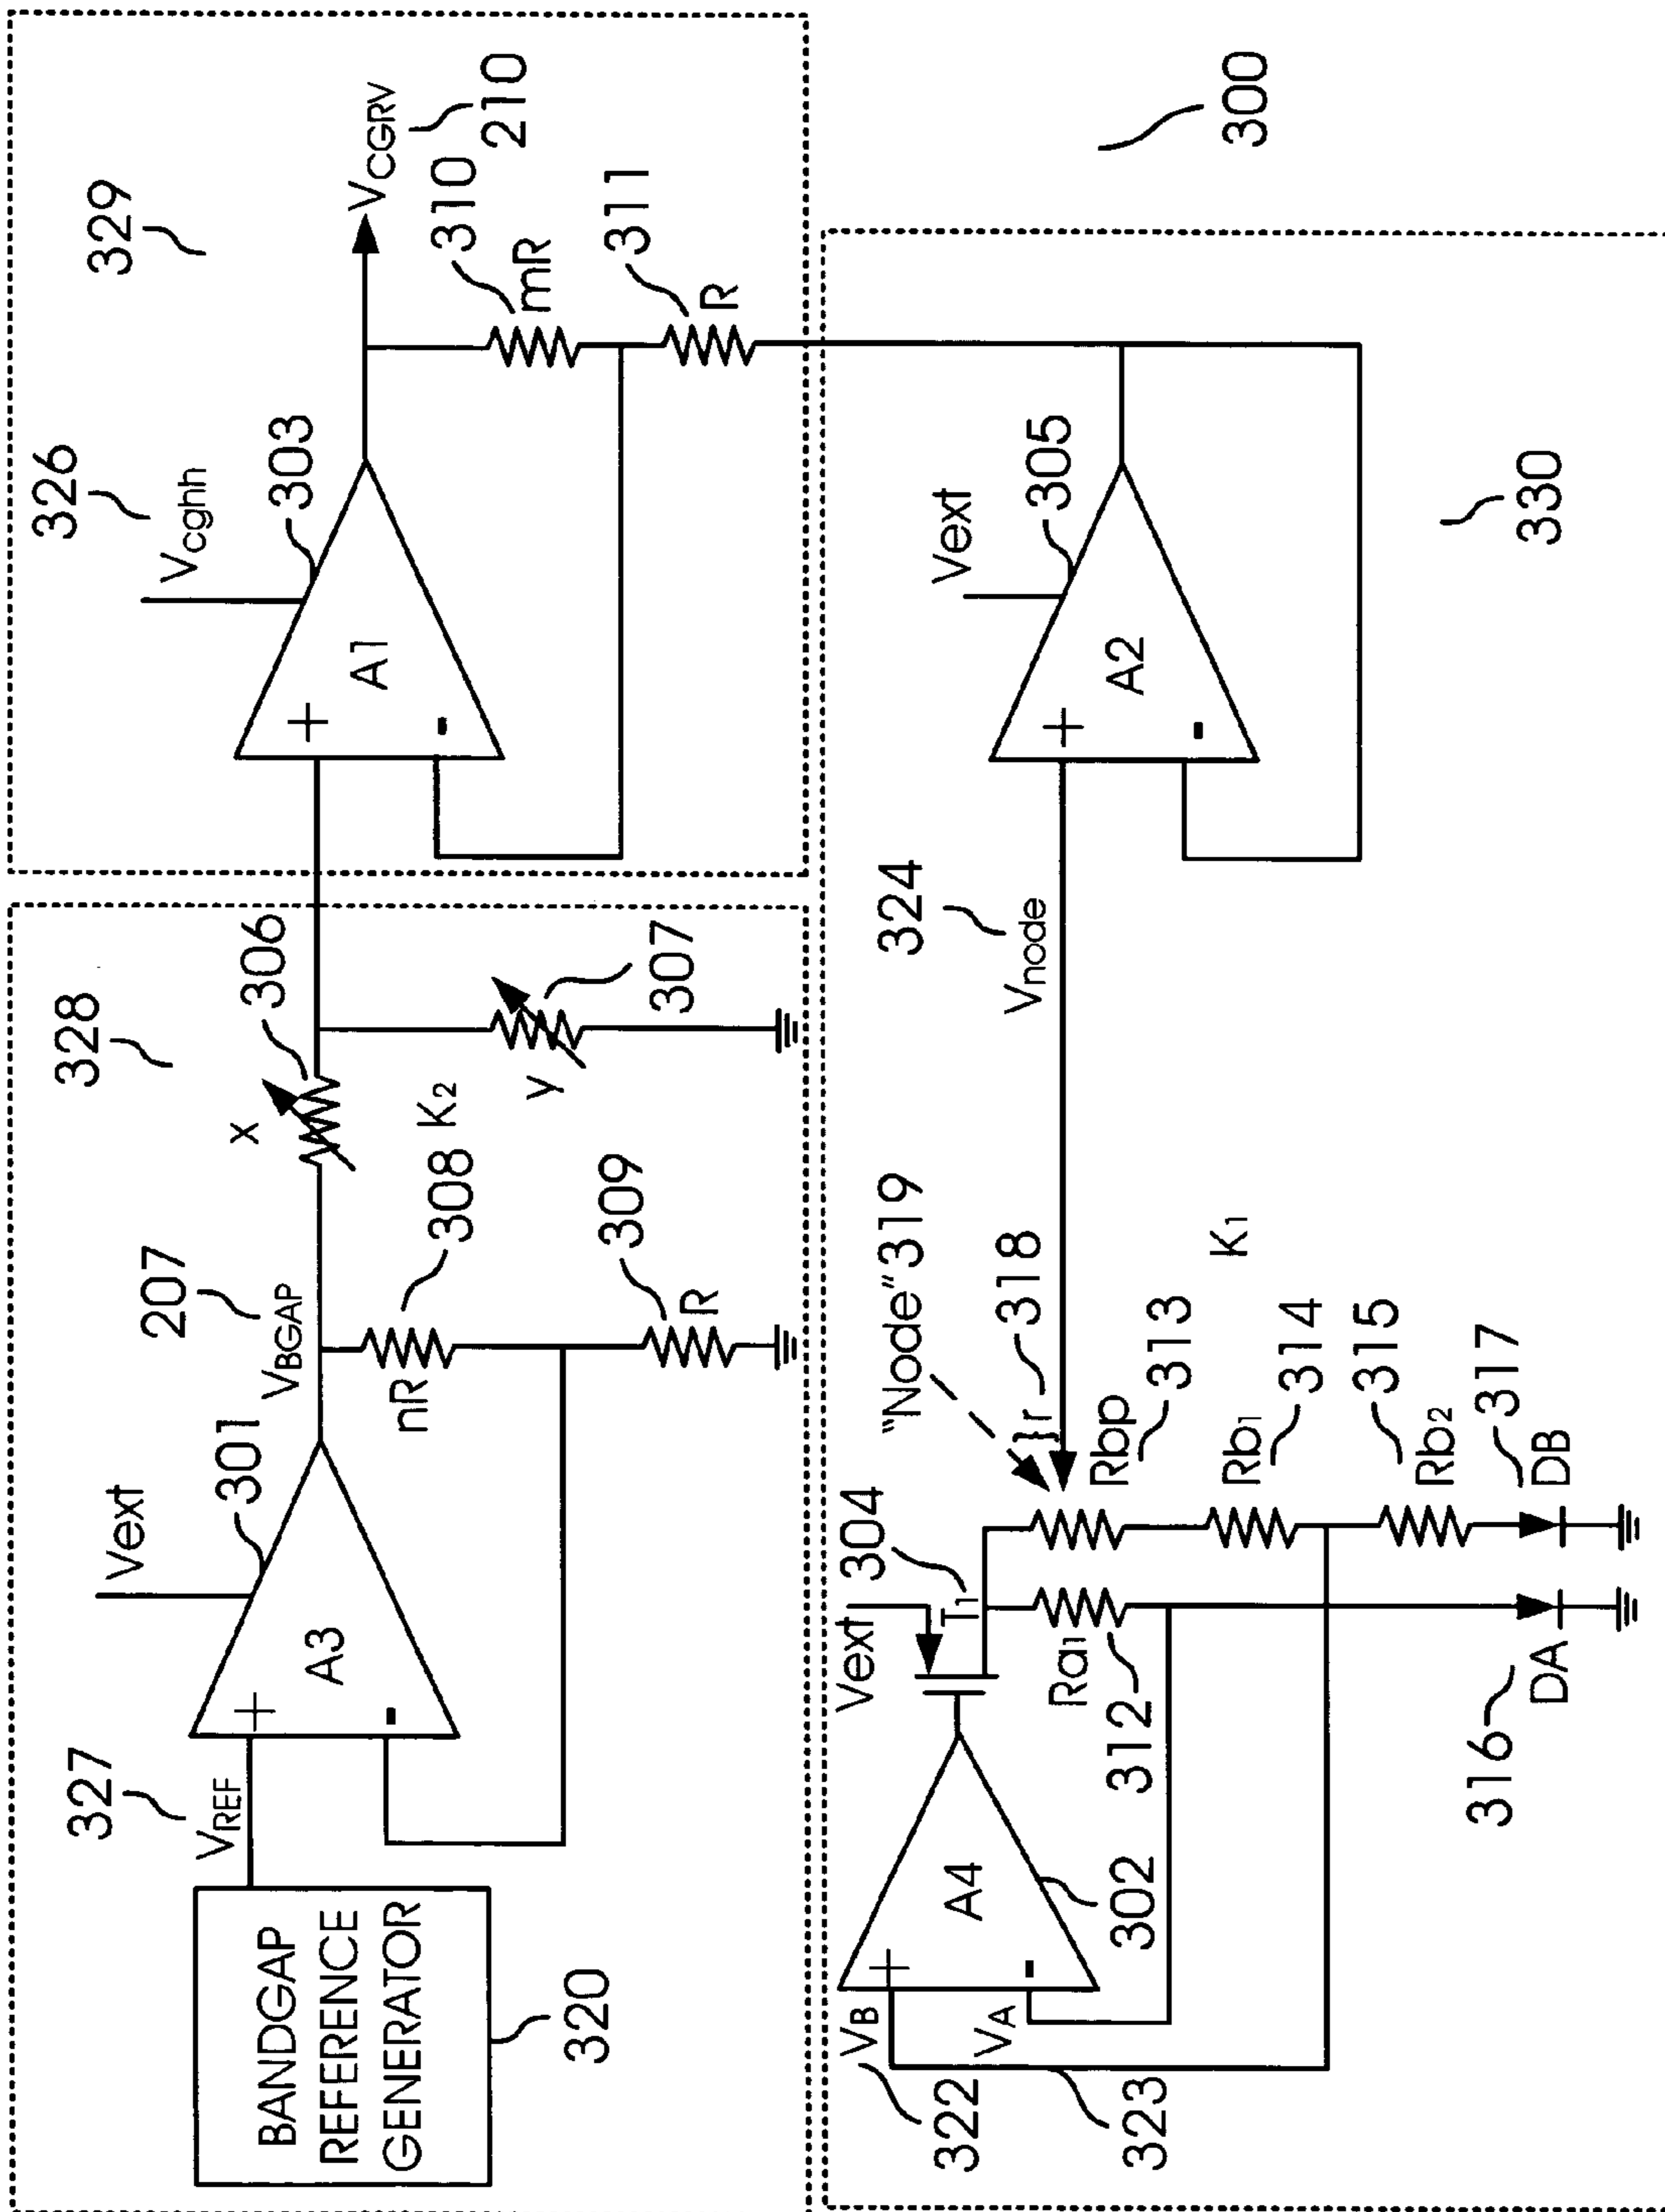 328
329
326
327
207
306
303
Vcghh
VCGRV
210
Vext
301
VREF
VBGAP
x
+
A3
-
+
A1
-
310
mR
BANDGAP
REFERENCE
GENERATOR
320
nR
308
K2
y
307
309
R
311
R
300
Vext
304
"Node" 319
324
Vext
305
VB
322
+
A4
-
VA
302
T1
}r 318
Vnode
+
A2
-
Ra1
312
Rbp
313
K1
323
Rb1
314
315
Rb2
316
DA
317
DB
330